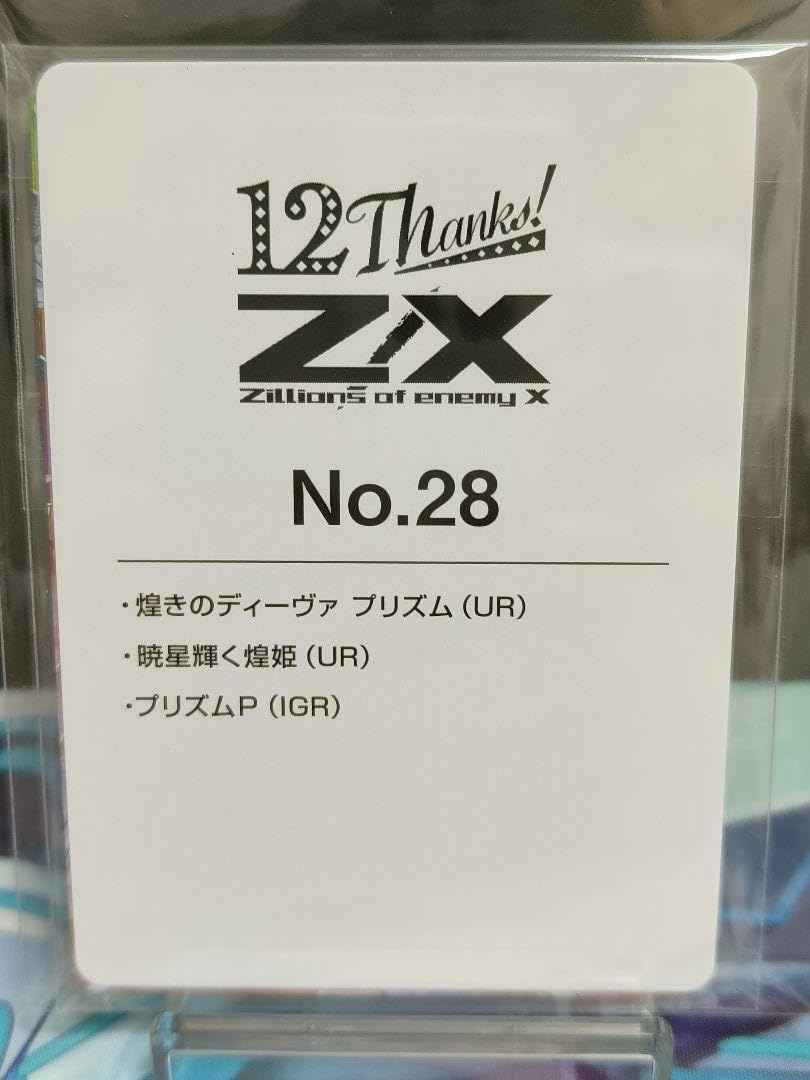 12 Thanks!
Z/X
Zillions of enemy X
No.28
・煌きのディーヴァ プリズム（UR）
・暁星輝く煌姫（UR）
・プリズムP（IGR）